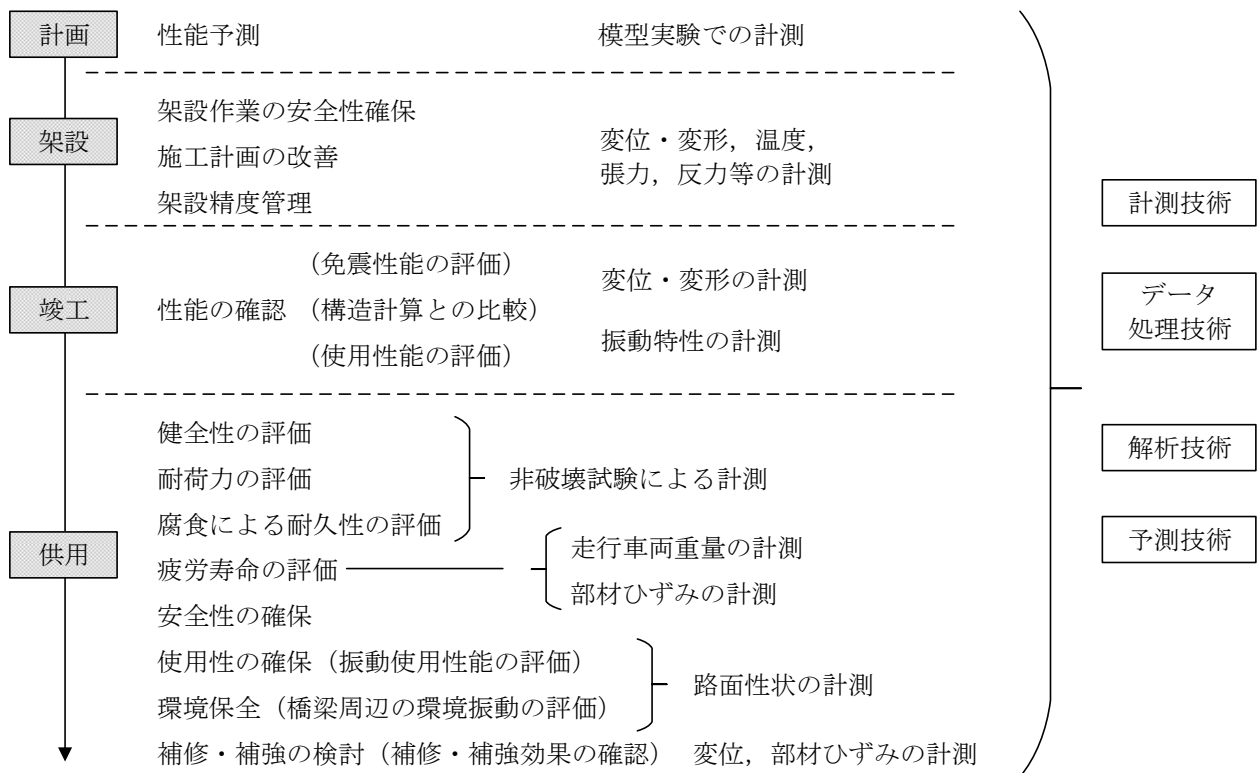 計画 性能予測 模型実験での計測
架設作業の安全性確保
架設 施工計画の改善
架設精度管理
変位・変形，温度，
張力，反力等の計測
竣工 性能の確認
（免震性能の評価）
（構造計算との比較）
（使用性能の評価）
変位・変形の計測
振動特性の計測
供用
健全性の評価
耐荷力の評価
腐食による耐久性の評価
非破壊試験による計測
疲労寿命の評価
走行車両重量の計測
部材ひずみの計測
安全性の確保
使用性の確保（振動使用性能の評価）
環境保全（橋梁周辺の環境振動の評価）
路面性状の計測
補修・補強の検討（補修・補強効果の確認） 変位，部材ひずみの計測
計測技術
データ
処理技術
解析技術
予測技術